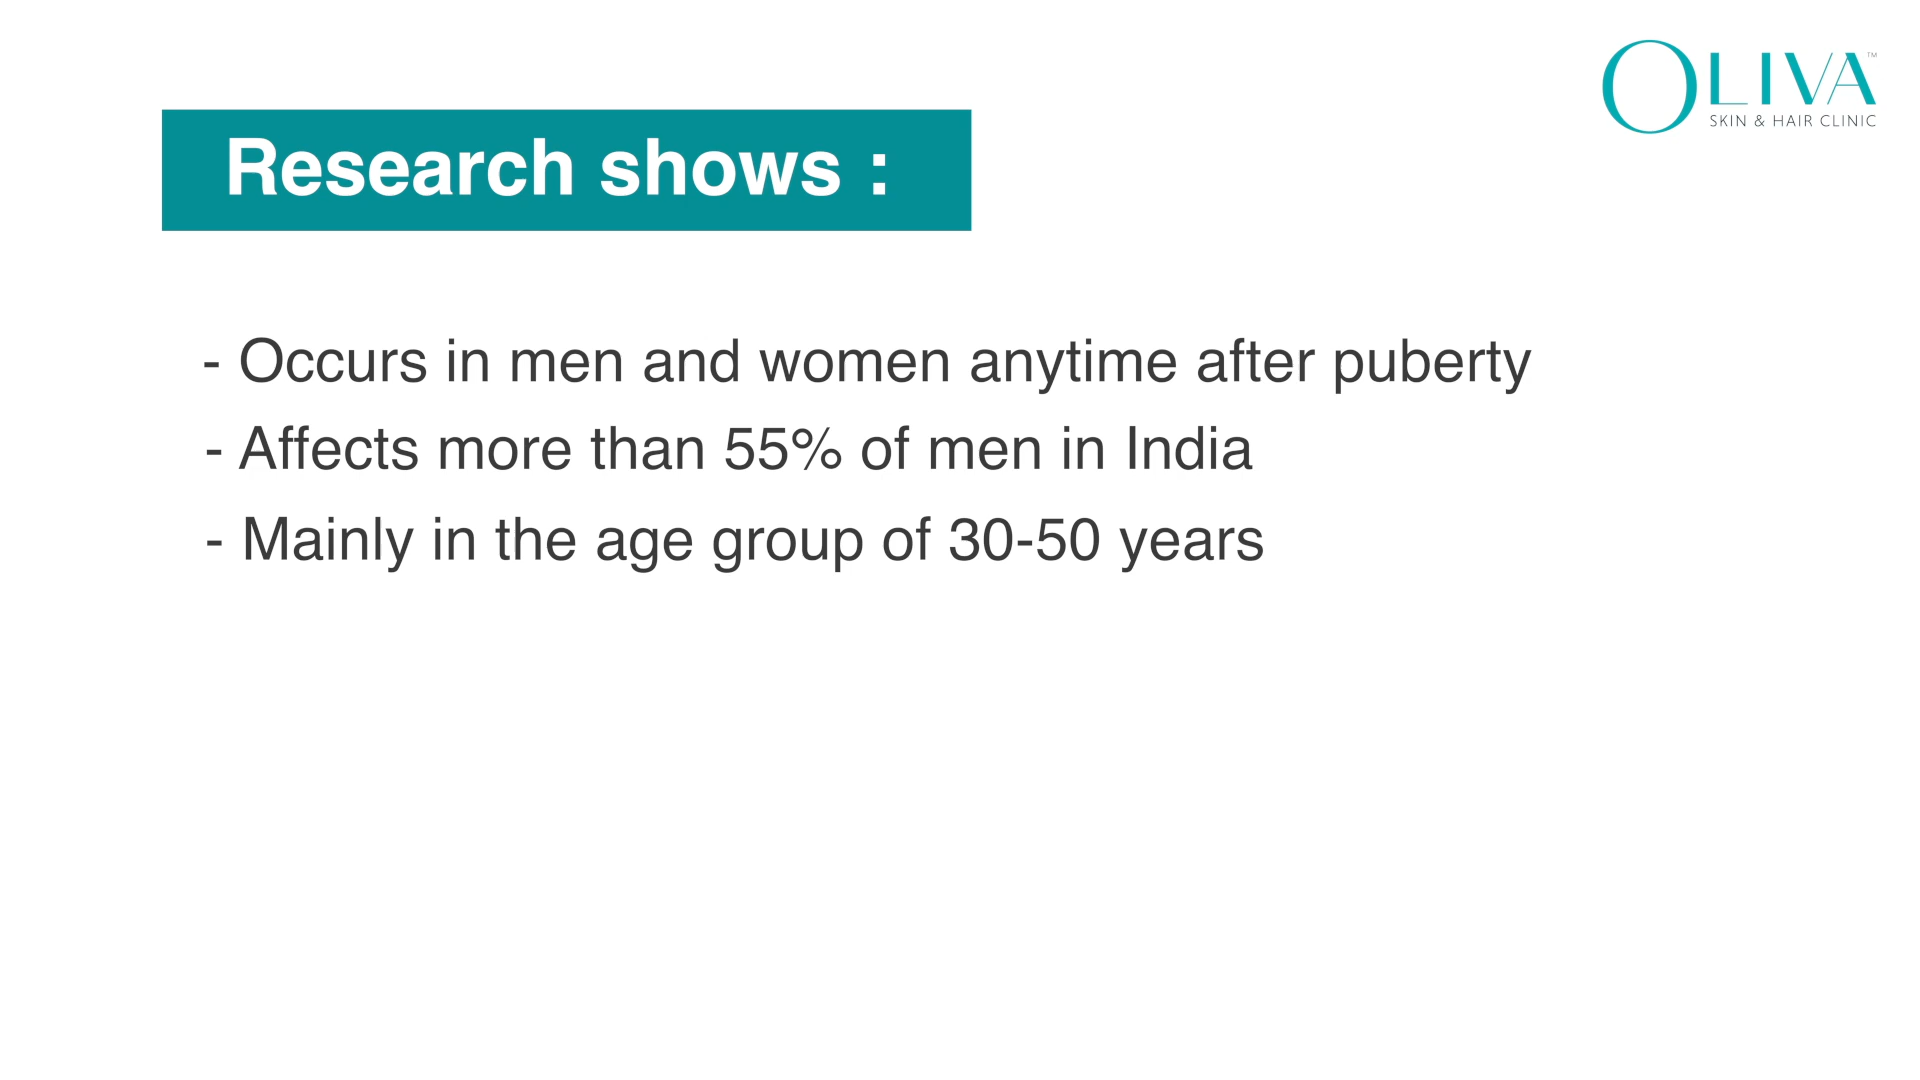 OLIVA™
SKIN & HAIR CLINIC
Research shows :
- Occurs in men and women anytime after puberty
- Affects more than 55% of men in India
- Mainly in the age group of 30-50 years